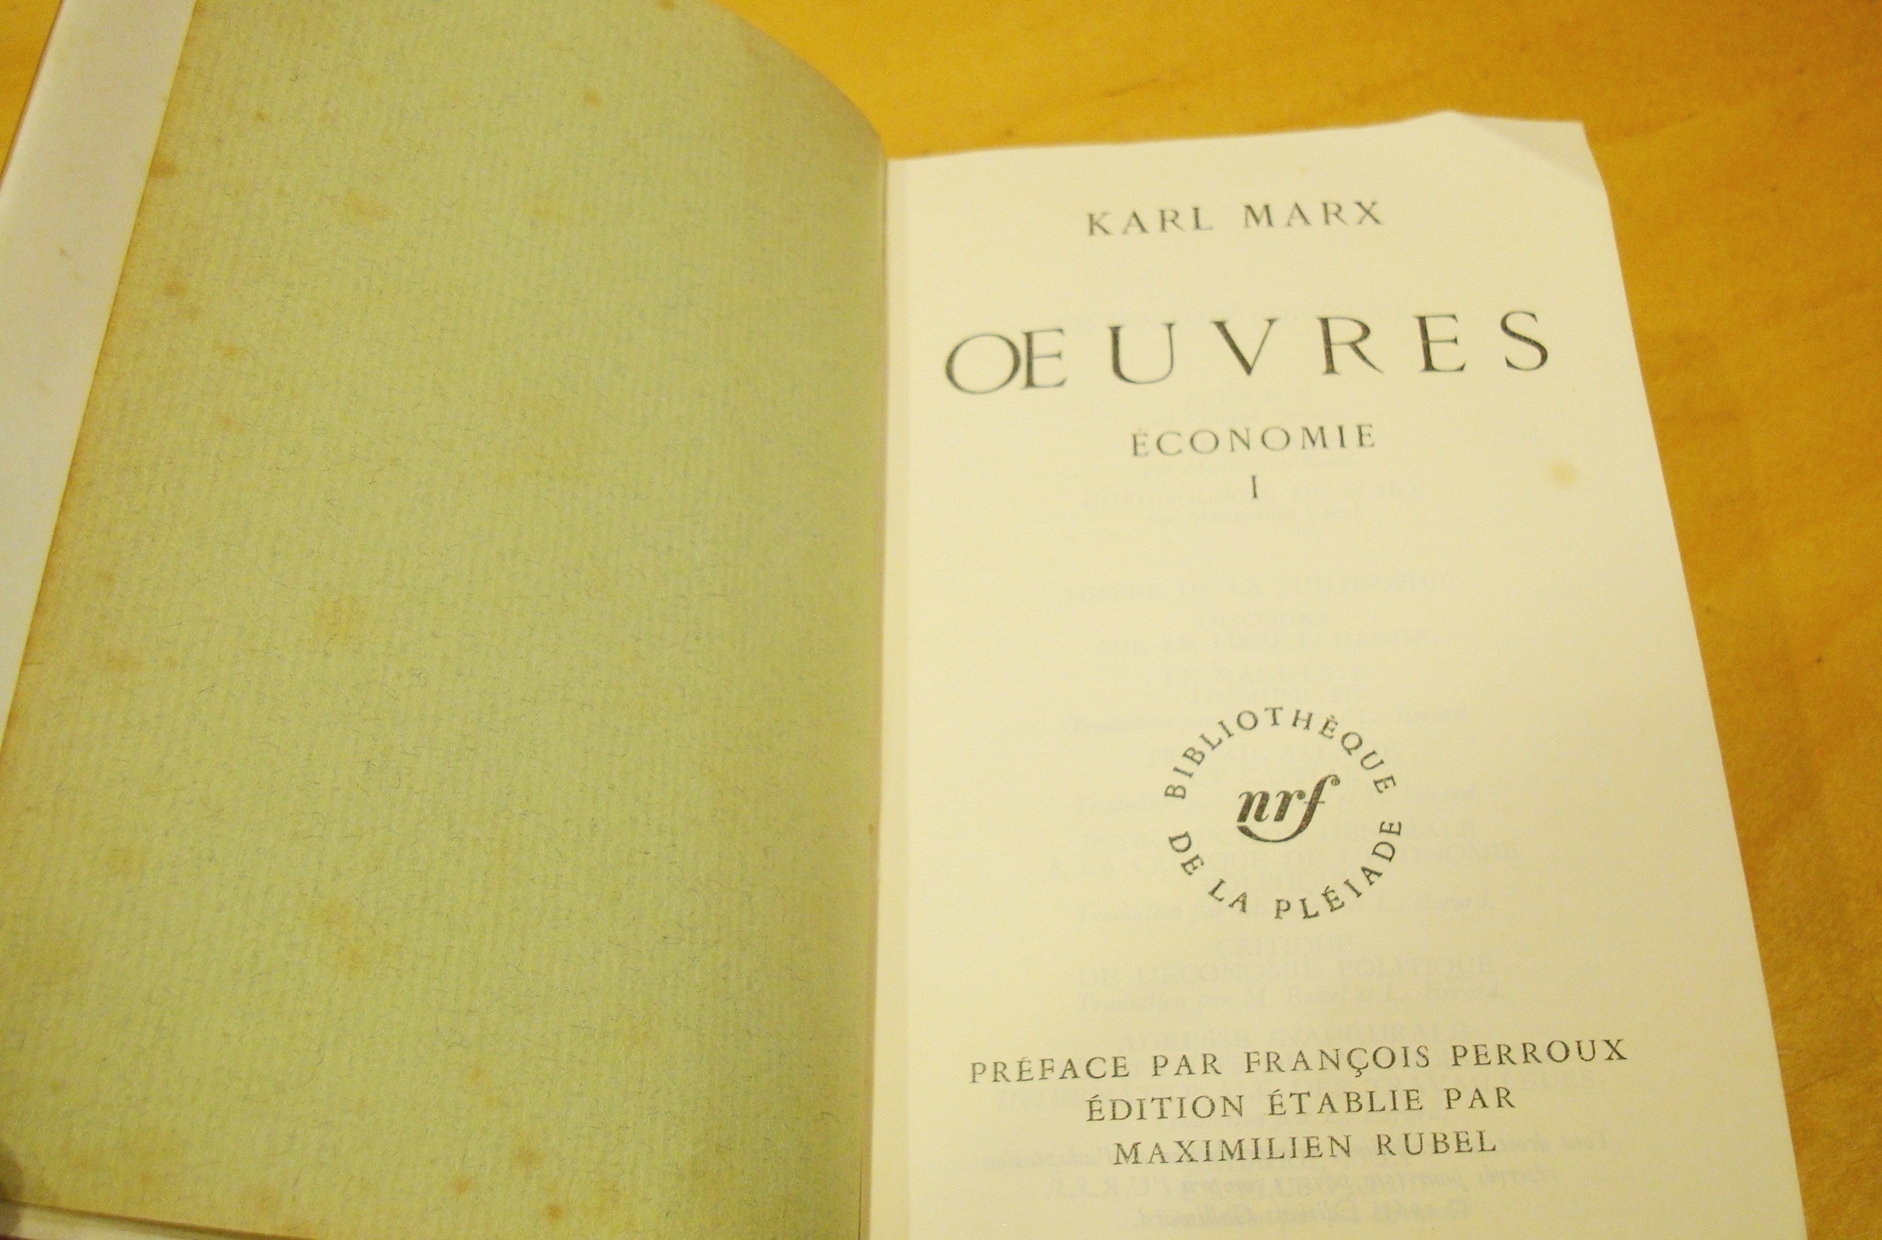 KARL MARX
ŒUVRES
ÉCONOMIE
I
BIBLIOTHÈQUE
DE LA PLÉIADE
nrf
PRÉFACE PAR FRANÇOIS PERROUX
ÉDITION ÉTABLIE PAR
MAXIMILIEN RUBEL